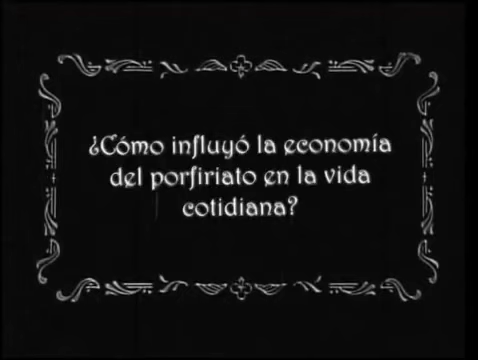 ¿Cómo influyó la economía
del porfiriato en la vida
cotidiana?